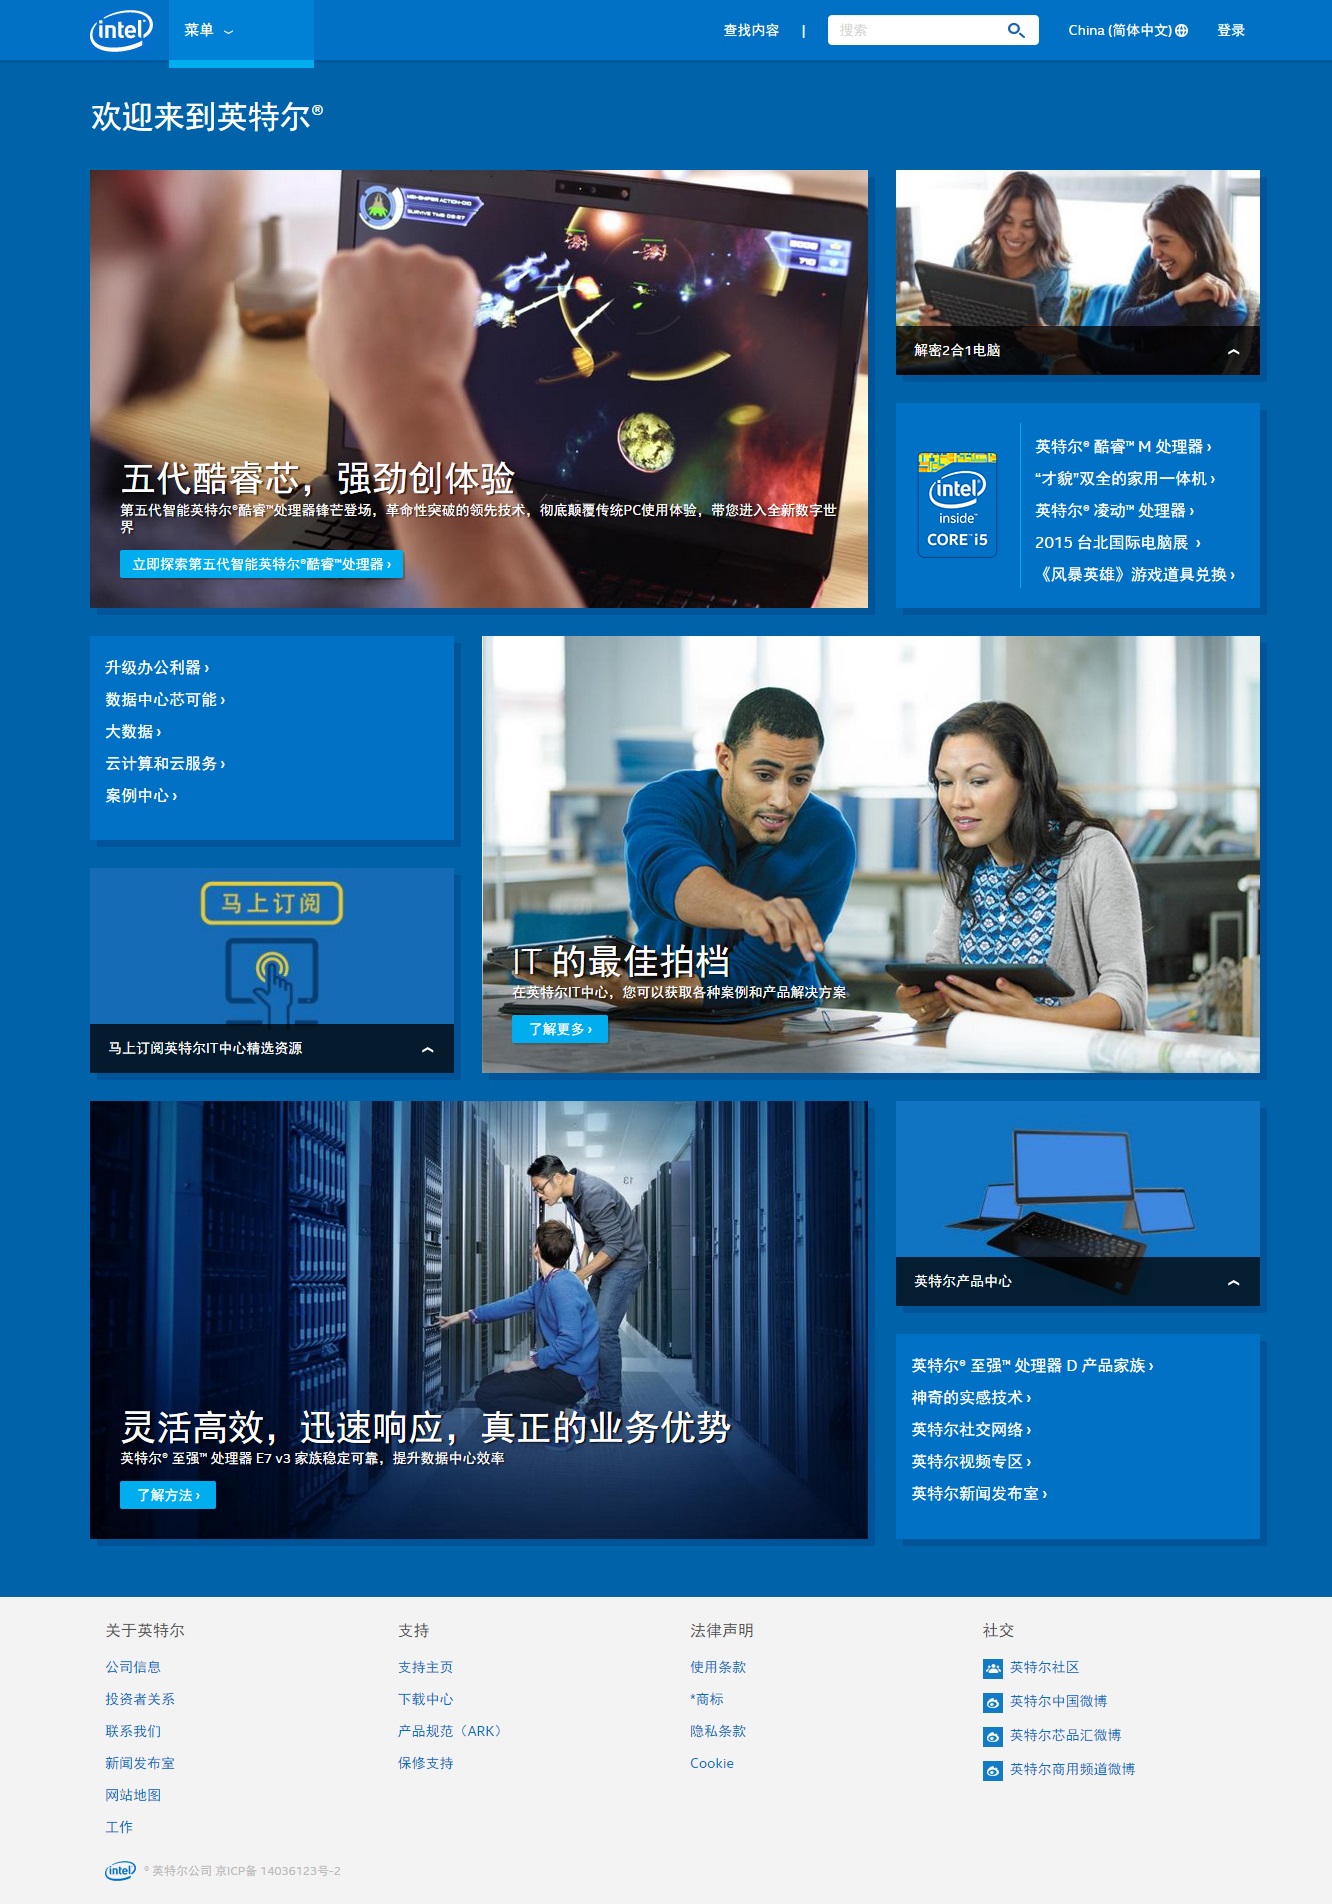 intel
菜单
查找内容 |
搜索
China (简体中文)
登录
欢迎来到英特尔®
五代酷睿芯，强劲创体验
第五代智能英特尔®酷睿™处理器锋芒登场，革命性突破的领先技术，彻底颠覆传统PC使用体验，带您进入全新数字世
界
立即探索第五代智能英特尔®酷睿™处理器 ›
解密2合1电脑
intel
inside™
CORE™ i5
英特尔® 酷睿™ M 处理器 ›
“才貌”双全的家用一体机 ›
英特尔® 凌动™ 处理器 ›
2015 台北国际电脑展 ›
《风暴英雄》游戏道具兑换 ›
升级办公利器 ›
数据中心芯可能 ›
大数据 ›
云计算和云服务 ›
案例中心 ›
马上订阅
马上订阅英特尔IT中心精选资源
IT 的最佳拍档
在英特尔IT中心，您可以获取各种案例和产品解决方案
了解更多 ›
13
灵活高效，迅速响应，真正的业务优势
英特尔® 至强™ 处理器 E7 v3 家族稳定可靠，提升数据中心效率
了解方法 ›
英特尔产品中心
英特尔® 至强™ 处理器 D 产品家族 ›
神奇的实感技术 ›
英特尔社交网络 ›
英特尔视频专区 ›
英特尔新闻发布室 ›
关于英特尔
公司信息
投资者关系
联系我们
新闻发布室
网站地图
工作
支持
支持主页
下载中心
产品规范（ARK）
保修支持
法律声明
使用条款
*商标
隐私条款
Cookie
社交
英特尔社区
英特尔中国微博
英特尔芯品汇微博
英特尔商用频道微博
intel
© 英特尔公司 京ICP备 14036123号-2